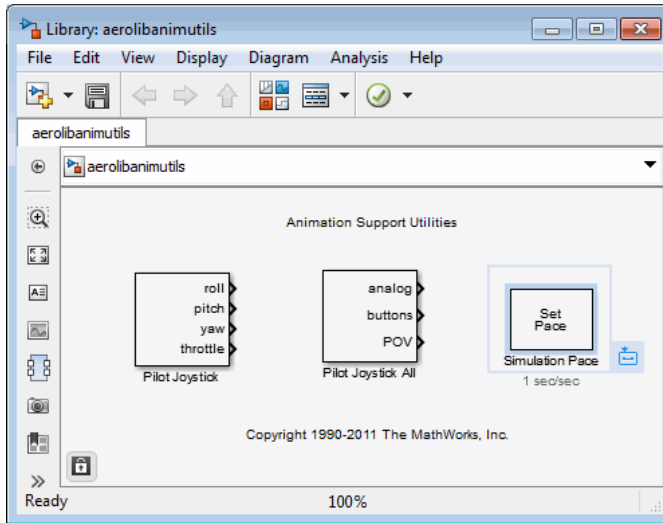 Library: aerolibanimutils
File Edit View Display Diagram Analysis Help
aerolibanimutils
aerolibanimutils
Animation Support Utilities
roll
pitch
yaw
throttle
Pilot Joystick
analog
buttons
POV
Pilot Joystick All
Set
Pace
Simulation Pace
1 sec/sec
Copyright 1990-2011 The MathWorks, Inc.
Ready 100%